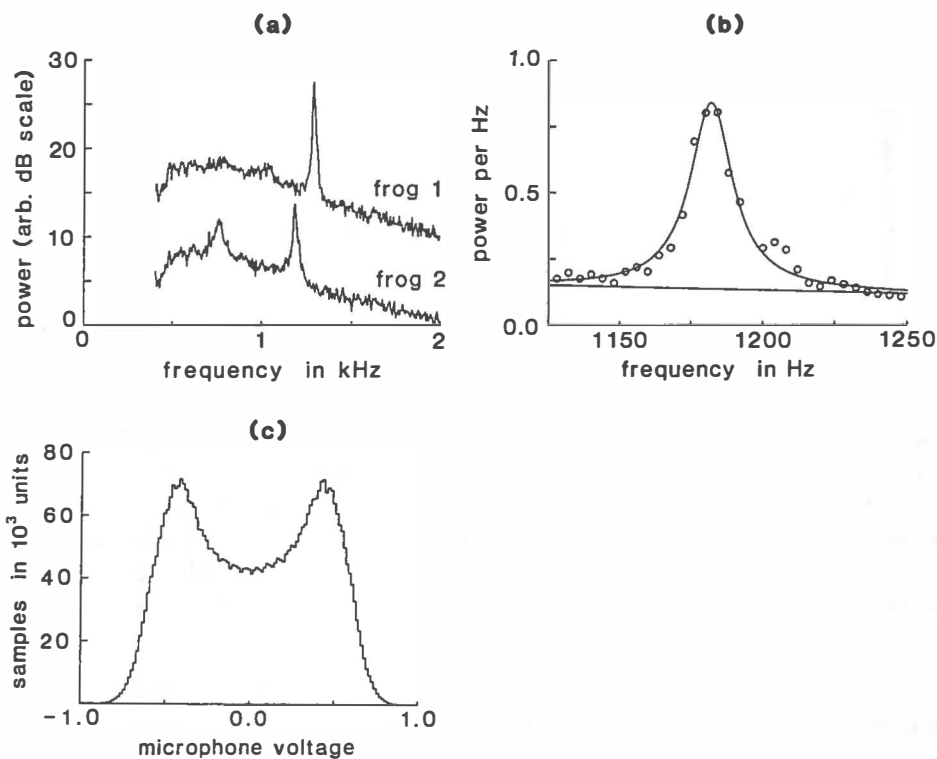 (a)
30
20
10
0
power (arb. dB scale)
frog 1
frog 2
0
1
2
frequency in kHz
(b)
1.0
0.5
0.0
power per Hz
1150
1200
1250
frequency in Hz
(c)
80
60
40
20
samples in 10³ units
-1.0
0.0
1.0
microphone voltage